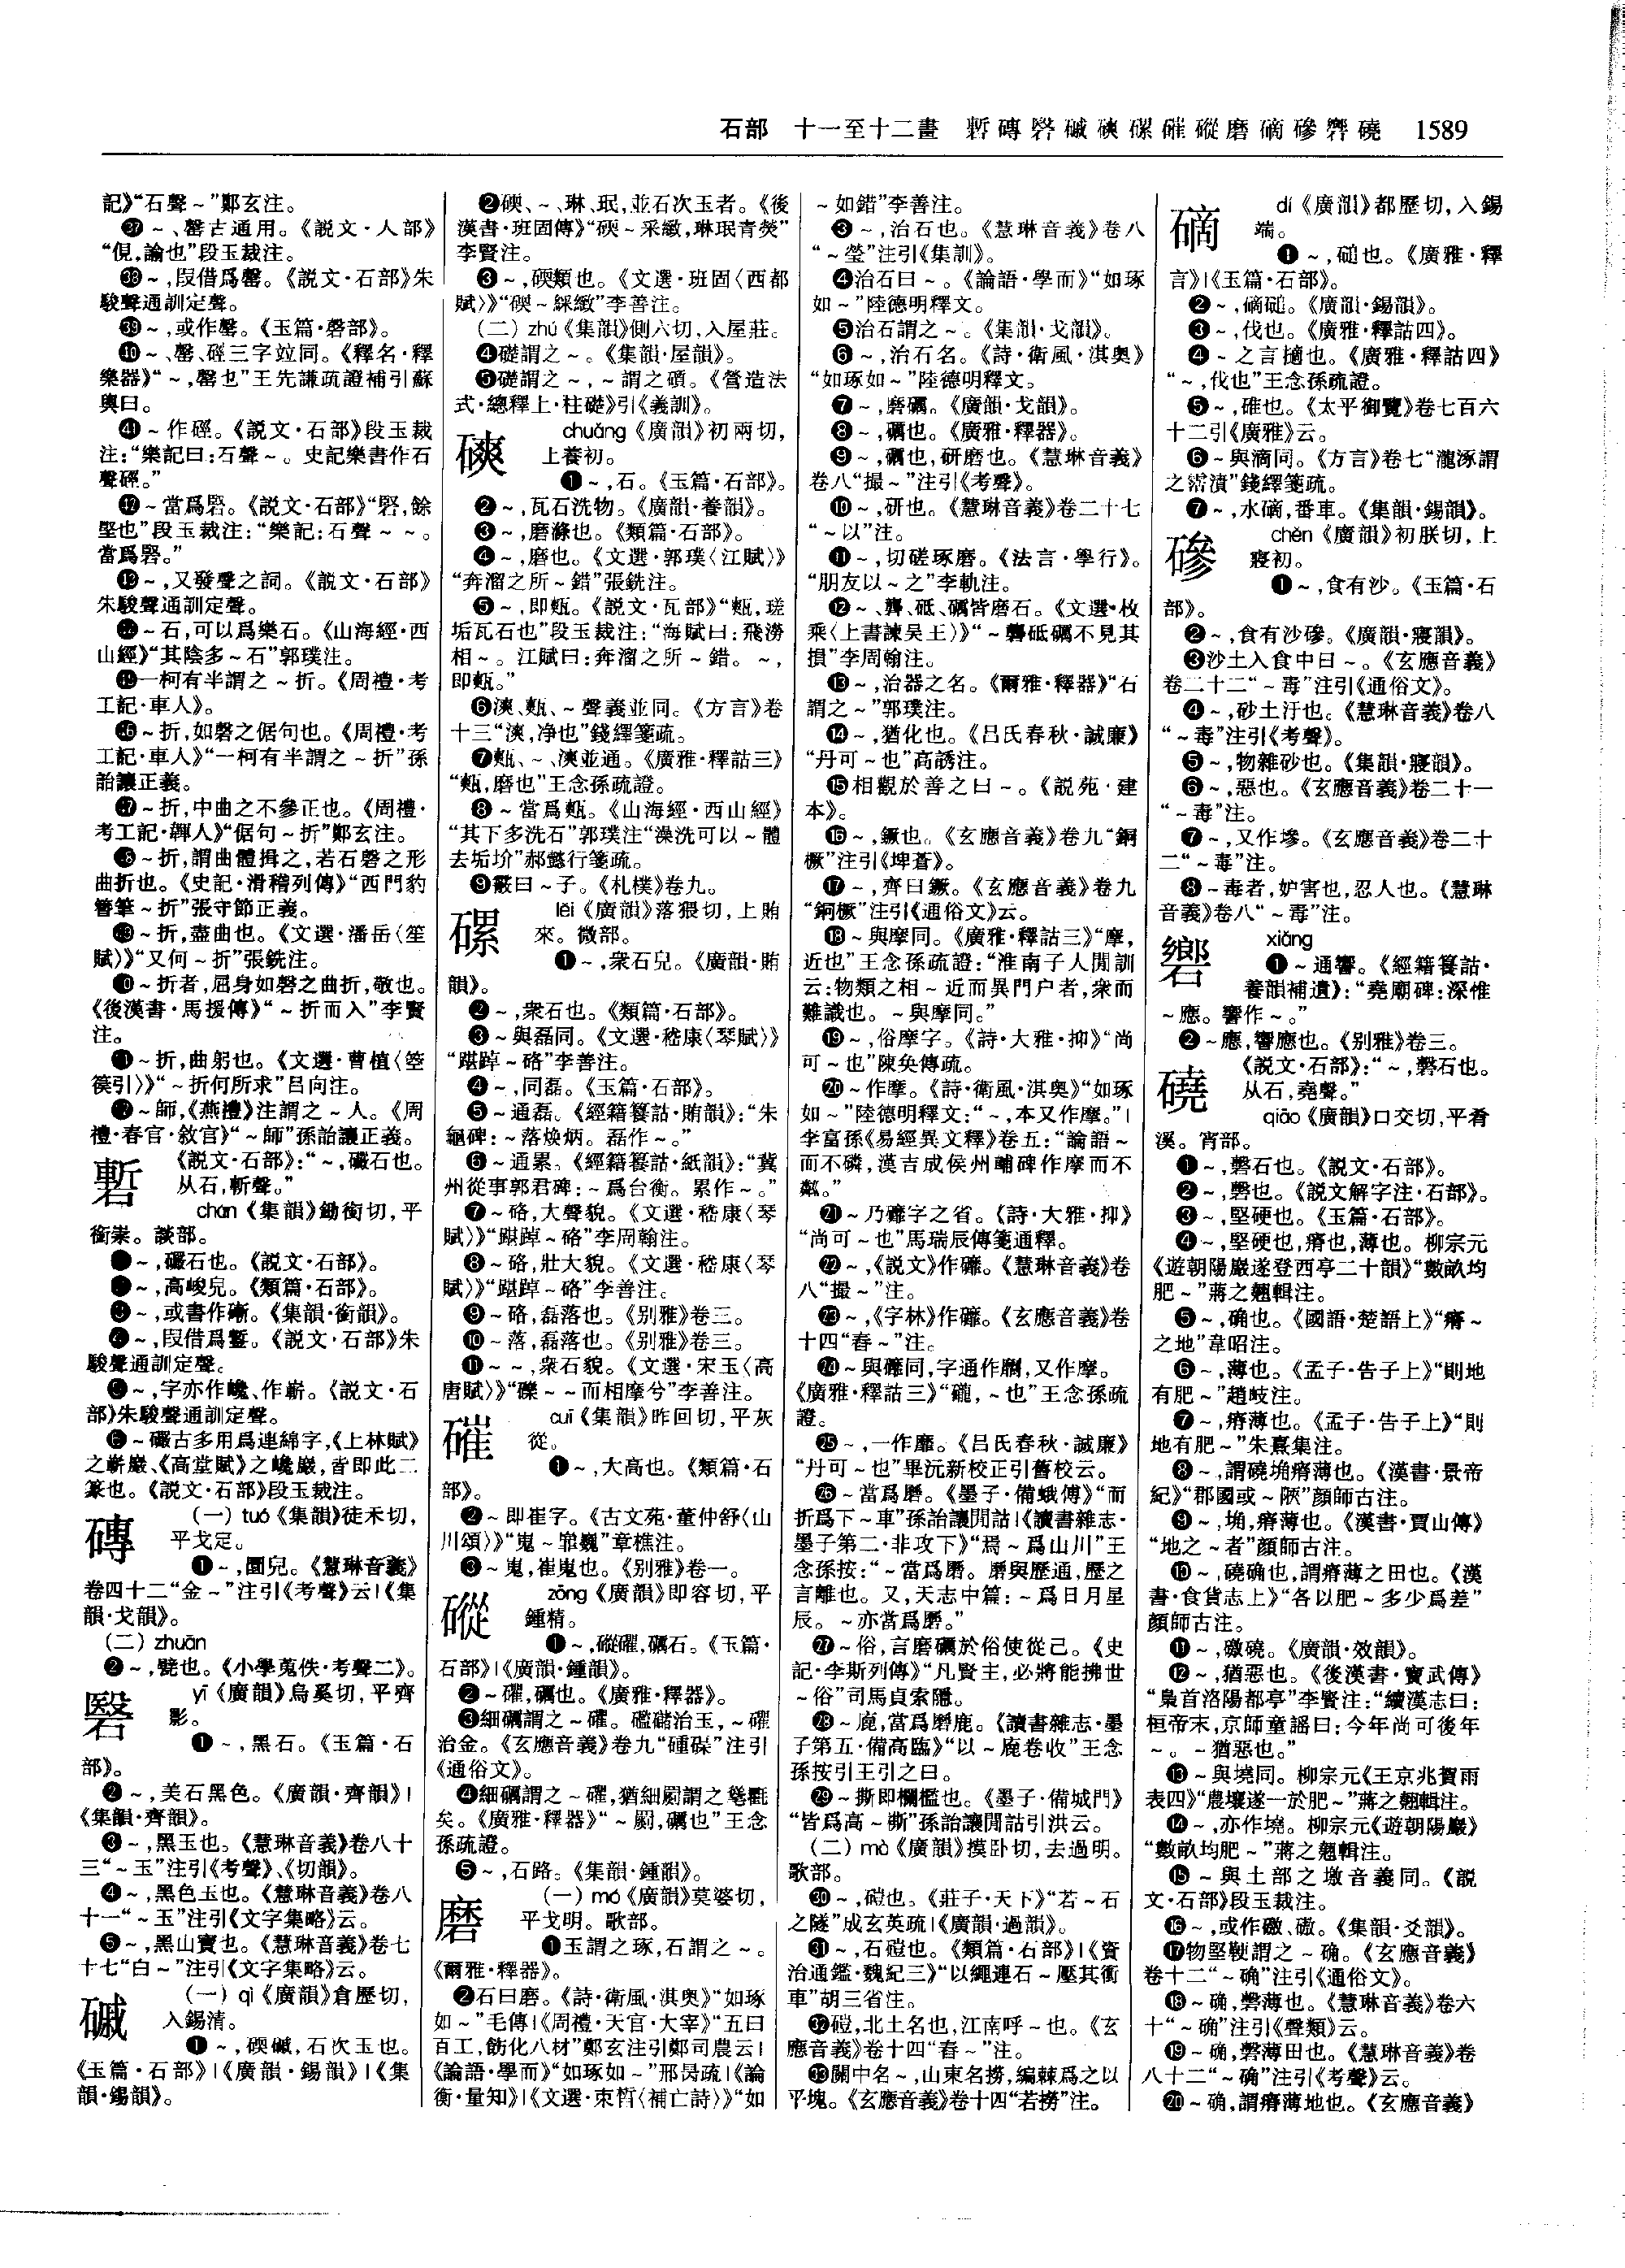 石部　十一至十二畫　磛磚硻磩磢磥磪磫磨磝磣響磽　1589
記》“石聲～”鄭玄注。
㊲～、磬古通用。《説文·人部》
“俔，諭也”段玉裁注。
㊳～，叚借爲罄。《説文·石部》朱
駿聲通訓定聲。
㊴～，或作罄。《玉篇·磬部》。
㊵～、罄、硜三字竝同。《釋名·釋
樂器》“～，罄也”王先謙疏證補引蘇
輿曰。
㊶～作硜。《説文·石部》段玉裁
注：“樂記曰：石聲～。史記樂書作石
聲硜。”
㊷～當爲硻。《説文·石部》“硻，餘
堅也”段玉裁注：“樂記：石聲～～。
當爲硻。”
㊸～，又發聲之詞。《説文·石部》
朱駿聲通訓定聲。
㊹～石，可以爲樂石。《山海經·西
山經》“其陰多～石”郭璞注。
㊺一柯有半謂之～折。《周禮·考
工記·車人》。
㊻～折，如磬之倨句也。《周禮·考
工記·車人》“一柯有半謂之～折”孫
詒讓正義。
㊼～折，中曲之不參正也。《周禮·
考工記·韗人》“倨句～折”鄭玄注。
㊽～折，謂曲體揖之，若石磬之形
曲折也。《史記·滑稽列傳》“西門豹
簪筆～折”張守節正義。
㊾～折，盡曲也。《文選·潘岳〈笙
賦〉》“又何～折”張銑注。
㊿～折者，屈身如磬之曲折，敬也。
《後漢書·馬援傳》“～折而入”李賢
注。
～折，曲躬也。《文選·曹植〈箜
篌引〉》“～折何所求”吕向注。
～師，《燕禮》注謂之～人。《周
禮·春官·敘官》“～師”孫詒讓正義。
磛　《説文·石部》：“～，礹石也。
从石，斬聲。”
chán《集韻》鋤銜切，平
銜崇。談部。
❶～，礹石也。《説文·石部》。
❷～，高峻皃。《類篇·石部》。
❸～，或書作嶃。《集韻·銜韻》。
❹～，叚借爲蹔。《説文·石部》朱
駿聲通訓定聲。
❺～，字亦作巉、作嶄。《説文·石
部》朱駿聲通訓定聲。
❻～礹古多用爲連綿字，《上林賦》
之嶄巖、《高堂賦》之巉巖，皆即此二
篆也。《説文·石部》段玉裁注。
磚　（一）tuó《集韻》徒禾切，
平戈定。
❶～，圓皃。《慧琳音義》
卷四十二“金～”注引《考聲》云|《集
韻·戈韻》。
（二）zhuān
❷～，甓也。《小學蒐佚·考聲二》。
硻　yī《廣韻》烏奚切，平齊
影。
❶～，黑石。《玉篇·石
部》。
❷～，美石黑色。《廣韻·齊韻》|
《集韻·齊韻》。
❸～，黑玉也。《慧琳音義》卷八十
三“～玉”注引《考聲》、《切韻》。
❹～，黑色玉也。《慧琳音義》卷八
十一“～玉”注引《文字集略》云。
❺～，黑山寶也。《慧琳音義》卷七
十七“白～”注引《文字集略》云。
磩　（一）qì《廣韻》倉歷切，
入錫清。
❶～，碝磩，石次玉也。
《玉篇·石部》|《廣韻·錫韻》|《集
韻·錫韻》。
❷碝、～、琳、珉，並石次玉者。《後
漢書·班固傳》“碝～采緻，琳珉青熒”
李賢注。
❸～，碝類也。《文選·班固〈西都
賦〉》“碝～綵緻”李善注。
（二）zhú《集韻》側六切，入屋莊。
❹礎謂之～。《集韻·屋韻》。
❺礎謂之～，～謂之磌。《營造法
式·總釋上·柱礎》引《義訓》。
磢　chuǎng《廣韻》初兩切，
上養初。
❶～，石。《玉篇·石部》。
❷～，瓦石洗物。《廣韻·養韻》。
❸～，磨滌也。《類篇·石部》。
❹～，磨也。《文選·郭璞〈江賦〉》
“奔溜之所～錯”張銑注。
❺～，即㼽。《説文·瓦部》“㼽，瑳
垢瓦石也”段玉裁注：“海賦曰：飛澇
相～。江賦曰：奔溜之所～錯。～，
即㼽。”
❻漺、㼽、～聲義並同。《方言》卷
十三“漺，净也”錢繹箋疏。
❼㼽、～、漺並通。《廣雅·釋詁三》
“㼽，磨也”王念孫疏證。
❽～當爲㼽。《山海經·西山經》
“其下多洗石”郭璞注“澡洗可以～體
去垢圿”郝懿行箋疏。
❾籢曰～子。《札樸》卷九。
磥　lěi《廣韻》落猥切，上賄
來。微部。
❶～，衆石皃。《廣韻·賄
韻》。
❷～，衆石也。《類篇·石部》。
❸～與磊同。《文選·嵇康〈琴賦〉》
“踸踔～硌”李善注。
❹～，同磊。《玉篇·石部》。
❺～通磊。《經籍籑詁·賄韻》：“朱
龜碑：～落焕炳。磊作～。”
❻～通累。《經籍籑詁·紙韻》：“冀
州從事郭君碑：～爲台衡。累作～。”
❼～硌，大聲貌。《文選·嵇康〈琴
賦〉》“踸踔～硌”李周翰注。
❽～硌，壯大貌。《文選·嵇康〈琴
賦〉》“踸踔～硌”李善注。
❾～硌，磊落也。《别雅》卷三。
❿～落，磊落也。《别雅》卷三。
⓫～～，衆石貌。《文選·宋玉〈高
唐賦〉》“礫～～而相摩兮”李善注。
磪　cuī《集韻》昨回切，平灰
從。
❶～，大高也。《類篇·石
部》。
❷～即崔字。《古文苑·董仲舒〈山
川頌〉》“嵬～嶵巍”章樵注。
❸～嵬，崔嵬也。《别雅》卷一。
磫　zōng《廣韻》即容切，平
鍾精。
❶～，磫礭，礪石。《玉篇·
石部》|《廣韻·鍾韻》。
❷～礭，礪也。《廣雅·釋器》。
❸細礪謂之～礭。礛䃴治玉，～礭
治金。《玄應音義》卷九“硾磔”注引
《通俗文》。
❹細礪謂之～礭，猶細罽謂之㲠㲣
矣。《廣雅·釋器》“～𥕲，礪也”王念
孫疏證。
❺～，石路。《集韻·鍾韻》。
磨　（一）mó《廣韻》莫婆切，
平戈明。歌部。
❶玉謂之琢，石謂之～。
《爾雅·釋器》。
❷石曰磨。《詩·衛風·淇奧》“如琢
如～”毛傳|《周禮·天官·大宰》“五曰
百工，飭化八材”鄭玄注引鄭司農云|
《論語·學而》“如琢如～”邢昺疏|《論
衡·量知》|《文選·束晳〈補亡詩〉》“如
～如錯”李善注。
❸～，治石也。《慧琳音義》卷八
“～瑩”注引《集訓》。
❹治石曰～。《論語·學而》“如琢
如～”陸德明釋文。
❺治石謂之～。《集韻·戈韻》。
❻～，治石名。《詩·衛風·淇奧》
“如琢如～”陸德明釋文。
❼～，磨礪。《廣韻·戈韻》。
❽～，礪也。《廣雅·釋器》。
❾～，礪也，研磨也。《慧琳音義》
卷八“撮～”注引《考聲》。
❿～，研也。《慧琳音義》卷二十七
“～以”注。
⓫～，切磋琢磨。《法言·學行》。
“朋友以～之”李軌注。
⓬～、礱、砥、礪皆磨石。《文選·枚
乘〈上書諫吴王〉》“～礱砥礪不見其
損”李周翰注。
⓭～，治器之名。《爾雅·釋器》“石
謂之～”郭璞注。
⓮～，猶化也。《吕氏春秋·誠廉》
“丹可～也”高誘注。
⓯相觀於善之曰～。《説苑·建
本》。
⓰～，鐝也。《玄應音義》卷九“銅
橛”注引《埤蒼》。
⓱～，齊曰鐝。《玄應音義》卷九
“銅橛”注引《通俗文》云。
⓲～與摩同。《廣雅·釋詁三》“摩，
近也”王念孫疏證：“淮南子人閒訓
云：物類之相～近而異門户者，衆而
難識也。～與摩同。”
⓳～，俗摩字。《詩·大雅·抑》“尚
可～也”陳奂傳疏。
⓴～作摩。《詩·衛風·淇奧》“如琢
如～”陸德明釋文：“～，本又作摩。”|
李富孫《易經異文釋》卷五：“論語～
而不磷，漢吉成侯州輔碑作摩而不
粼。”
㉑～乃䃺字之省。《詩·大雅·抑》
“尚可～也”馬瑞辰傳箋通釋。
㉒～，《説文》作䃺。《慧琳音義》卷
八“撮～”注。
㉓～，《字林》作䃺。《玄應音義》卷
十四“舂～”注。
㉔～與䃺同，字通作劘，又作摩。
《廣雅·釋詁三》“礲，～也”王念孫疏
證。
㉕～，一作靡。《吕氏春秋·誠廉》
“丹可～也”畢沅新校正引舊校云。
㉖～當爲磿。《墨子·備蛾傅》“而
折爲下～車”孫詒讓閒詁|《讀書雜志·
墨子第二·非攻下》“焉～爲山川”王
念孫按：“～當爲磿。磿與歷通，歷之
言離也。又，天志中篇：～爲日月星
辰。～亦當爲磿。”
㉗～俗，言磨礪於俗使從己。《史
記·李斯列傳》“凡賢主，必將能拂世
～俗”司馬貞索隱。
㉘～鹿，當爲磿鹿。《讀書雜志·墨
子第五·備高臨》“以～鹿卷收”王念
孫按引王引之曰。
㉙～㯕即欄檻也。《墨子·備城門》
“皆爲高～㯕”孫詒讓閒詁引洪云。
（二）mò《廣韻》摸卧切，去過明。
歌部。
㉚～，磑也。《莊子·天下》“若～石
之隧”成玄英疏|《廣韻·過韻》。
㉛～，石磑也。《類篇·石部》|《資
治通鑑·魏紀三》“以繩連石～壓其衝
車”胡三省注。
㉜磑，北土名也，江南呼～也。《玄
應音義》卷十四“舂～”注。
㉝關中名～，山東名撈，編棘爲之以
平塊。《玄應音義》卷十四“若撈”注。
dí《廣韻》都歷切，入錫
端。
❶～，磓也。《廣雅·釋
言》|《玉篇·石部》。
❷～，䃦磓。《廣韻·錫韻》。
❸～，伐也。《廣雅·釋詁四》。
❹～之言擿也。《廣雅·釋詁四》
“～，伐也”王念孫疏證。
❺～，碓也。《太平御覽》卷七百六
十二引《廣雅》云。
❻～與滴同。《方言》卷七“瀧涿謂
之霑漬”錢繹箋疏。
❼～，水䃦，番車。《集韻·錫韻》。
磣　chěn《廣韻》初朕切，上
寑初。
❶～，食有沙。《玉篇·石
部》。
❷～，食有沙磣。《廣韻·寑韻》。
❸沙土入食中曰～。《玄應音義》
卷二十二“～毒”注引《通俗文》。
❹～，砂土汙也。《慧琳音義》卷八
“～毒”注引《考聲》。
❺～，物雜砂也。《集韻·寑韻》。
❻～，惡也。《玄應音義》卷二十一
“～毒”注。
❼～，又作墋。《玄應音義》卷二十
二“～毒”注。
❽～毒者，妒害也，忍人也。《慧琳
音義》卷八“～毒”注。
xiǎng
❶～通響。《經籍籑詁·
養韻補遺》：“堯廟碑：深惟
～應。響作～。”
❷～應，響應也。《别雅》卷三。
磽　《説文·石部》：“～，磬石也。
从石，堯聲。”
qiāo《廣韻》口交切，平肴
溪。宵部。
❶～，磬石也。《説文·石部》。
❷～，磬也。《説文解字注·石部》。
❸～，堅硬也。《玉篇·石部》。
❹～，堅硬也，瘠也，薄也。柳宗元
《遊朝陽巖遂登西亭二十韻》“數畝均
肥～”蔣之翹輯注。
❺～，确也。《國語·楚語上》“瘠～
之地”韋昭注。
❻～，薄也。《孟子·告子上》“則地
有肥～”趙岐注。
❼～，瘠薄也。《孟子·告子上》“則
地有肥～”朱熹集注。
❽～，謂磽埆瘠薄也。《漢書·景帝
紀》“郡國或～陿”顔師古注。
❾～，埆，瘠薄也。《漢書·賈山傳》
“地之～者”顔師古注。
❿～，磽确也，謂瘠薄之田也。《漢
書·食貨志上》“各以肥～多少爲差”
顔師古注。
⓫～，礉磽。《廣韻·效韻》。
⓬～，猶惡也。《後漢書·竇武傳》
“梟首洛陽都亭”李賢注：“續漢志曰：
桓帝末，京師童謡曰：今年尚可後年
～。～猶惡也。”
⓭～與墝同。柳宗元《王京兆賀雨
表四》“農壤遂一於肥～”蔣之翹輯注。
⓮～，亦作墝。柳宗元《遊朝陽巖》
“數畝均肥～”蔣之翹輯注。
⓯～與土部之墽音義同。《説
文·石部》段玉裁注。
⓰～，或作礉、磝。《集韻·爻韻》。
⓱物堅鞕謂之～确。《玄應音義》
卷十二“～确”注引《通俗文》。
⓲～确，磬薄也。《慧琳音義》卷六
十“～确”注引《聲類》云。
⓳～确，磬薄田也。《慧琳音義》卷
八十二“～确”注引《考聲》云。
⓴～确，謂瘠薄地也。《玄應音義》